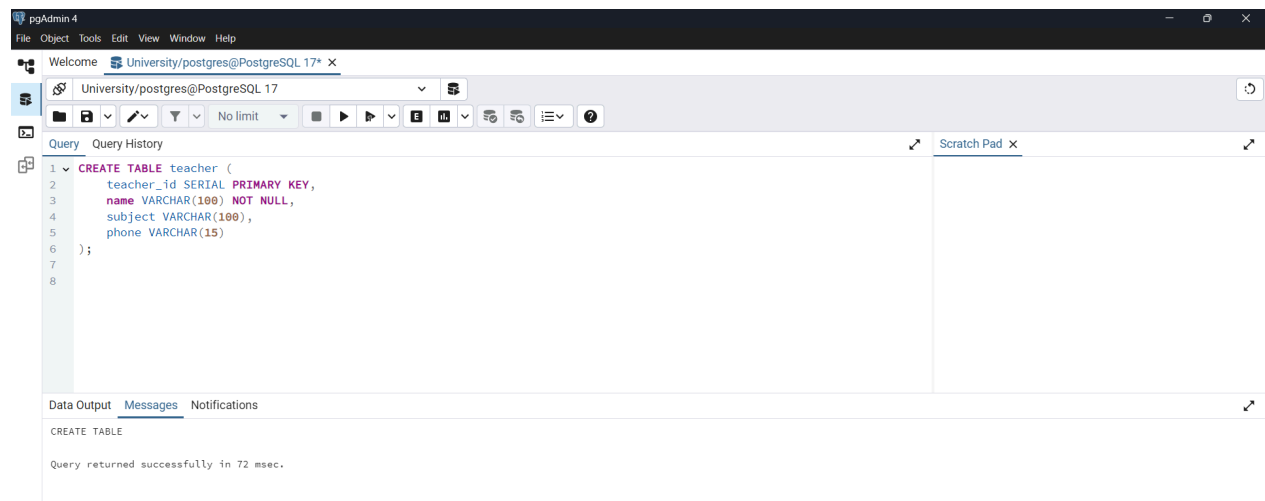 pgAdmin 4
File Object Tools Edit View Window Help
Welcome University/postgres@PostgreSQL 17*
University/postgres@PostgreSQL 17
No limit
E
Query Query History
Scratch Pad
1 CREATE TABLE teacher (
2 teacher_id SERIAL PRIMARY KEY,
3 name VARCHAR(100) NOT NULL,
4 subject VARCHAR(100),
5 phone VARCHAR(15)
6 );
7
8
Data Output Messages Notifications
CREATE TABLE
Query returned successfully in 72 msec.